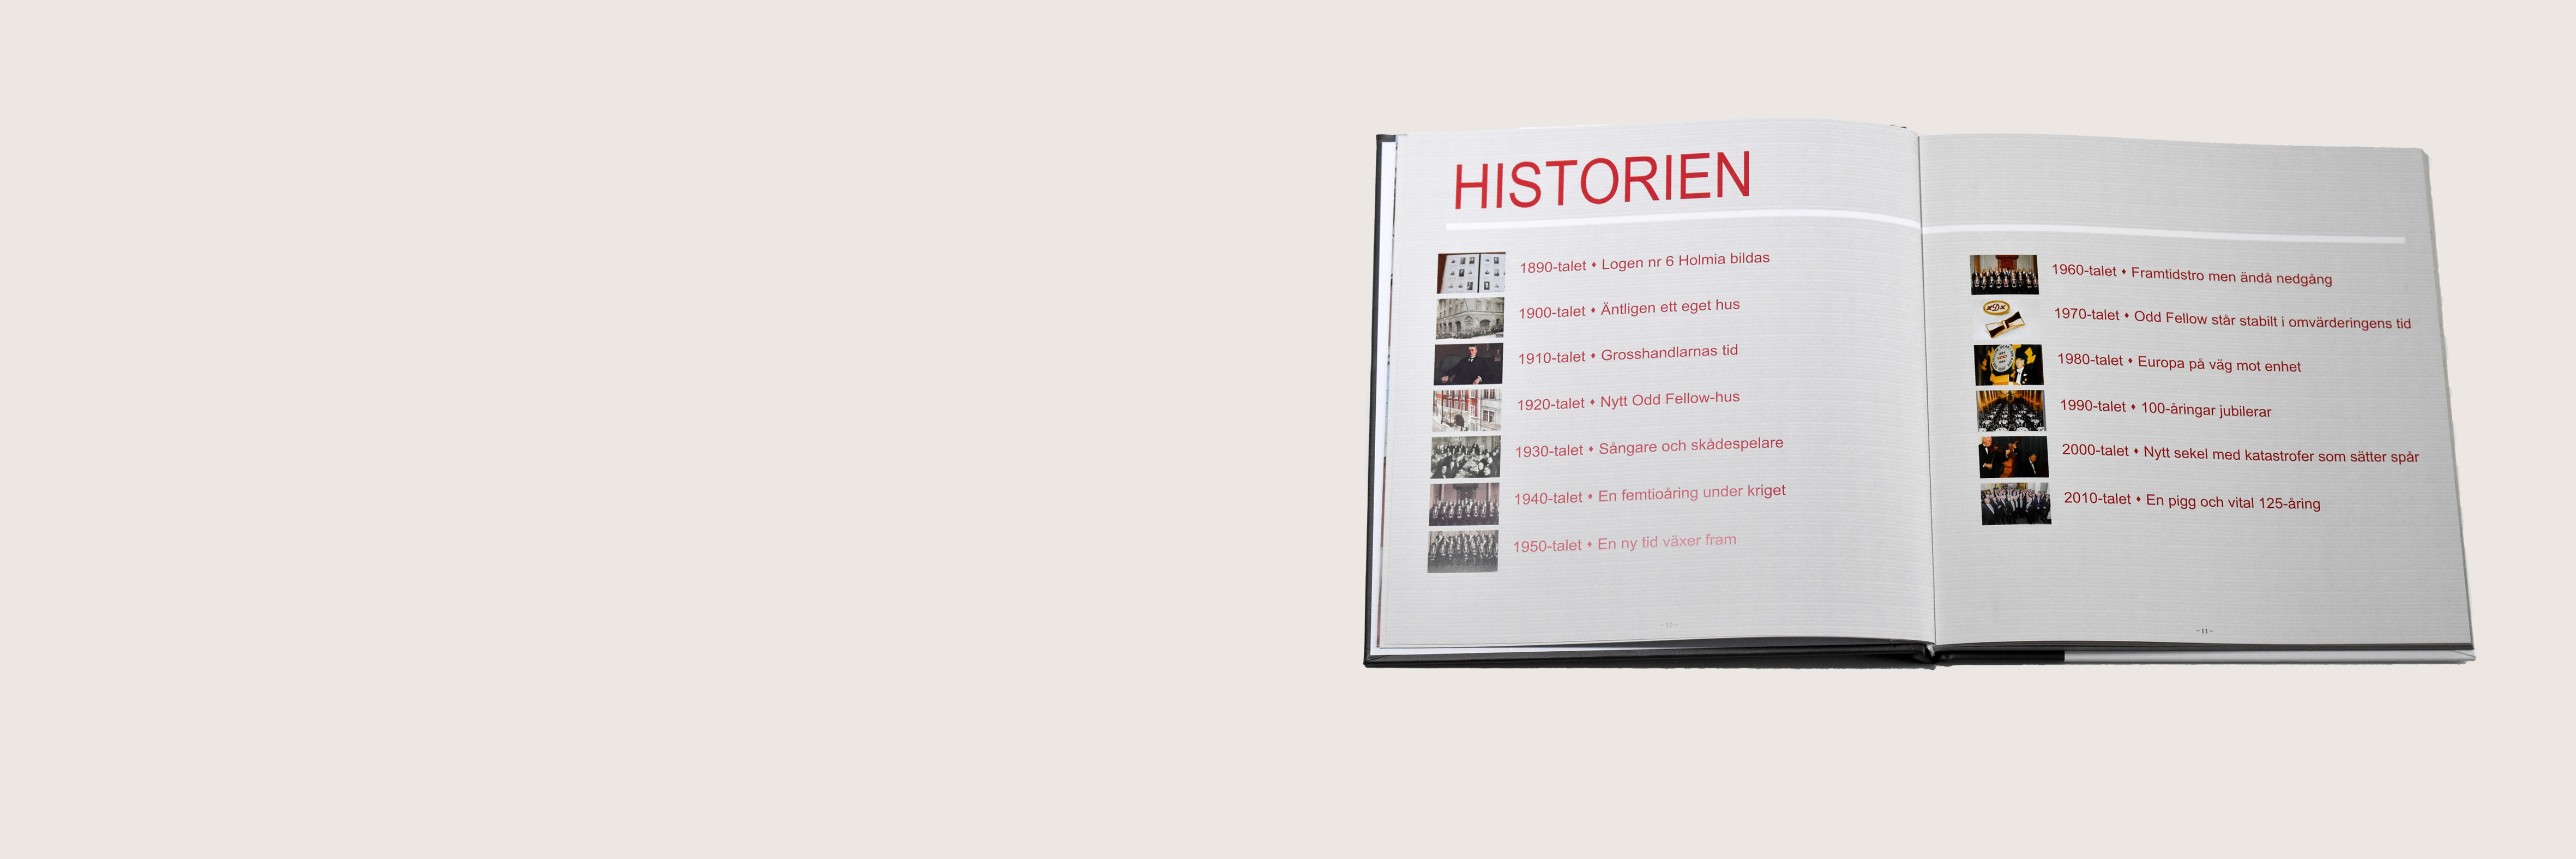 HISTORIEN
1890-talet ♦ Logen nr 6 Holmia bildas
1900-talet ♦ Äntligen ett eget hus
1910-talet ♦ Grosshandlarnas tid
1920-talet ♦ Nytt Odd Fellow-hus
1930-talet ♦ Sångare och skådespelare
1940-talet ♦ En femtioåring under kriget
1950-talet ♦ En ny tid växer fram
– 10 –
1960-talet ♦ Framtidstro men ändå nedgång
1970-talet ♦ Odd Fellow står stabilt i omvärderingens tid
1980-talet ♦ Europa på väg mot enhet
1990-talet ♦ 100-åringar jubilerar
2000-talet ♦ Nytt sekel med katastrofer som sätter spår
2010-talet ♦ En pigg och vital 125-åring
– 11 –